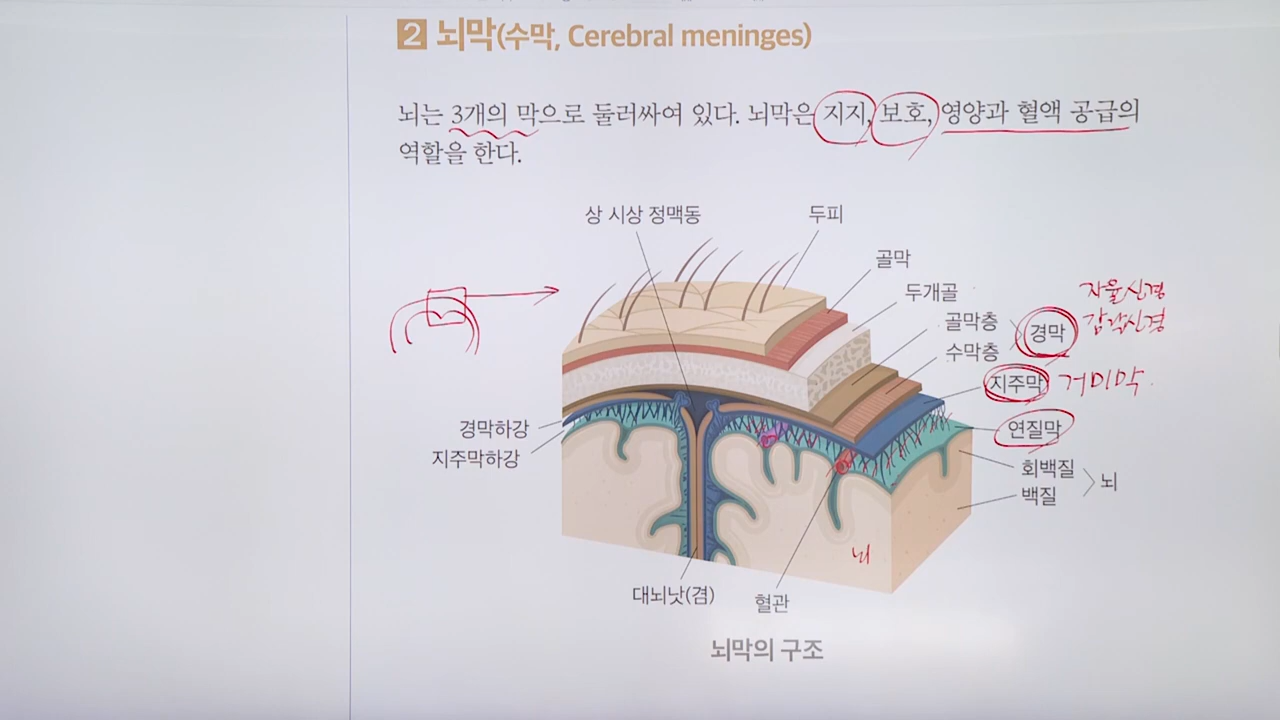 2 뇌막(수막, Cerebral meninges)
뇌는 3개의 막으로 둘러싸여 있다. 뇌막은 지지, 보호, 영양과 혈액 공급의
역할을 한다.
상 시상 정맥동
두피
골막
두개골
자율신경
감각신경
골막층
경막
수막층
지주막
거미막
경막하강
연질막
지주막하강
회백질
뇌
백질
뇌
대뇌낫(겸)
혈관
뇌막의 구조